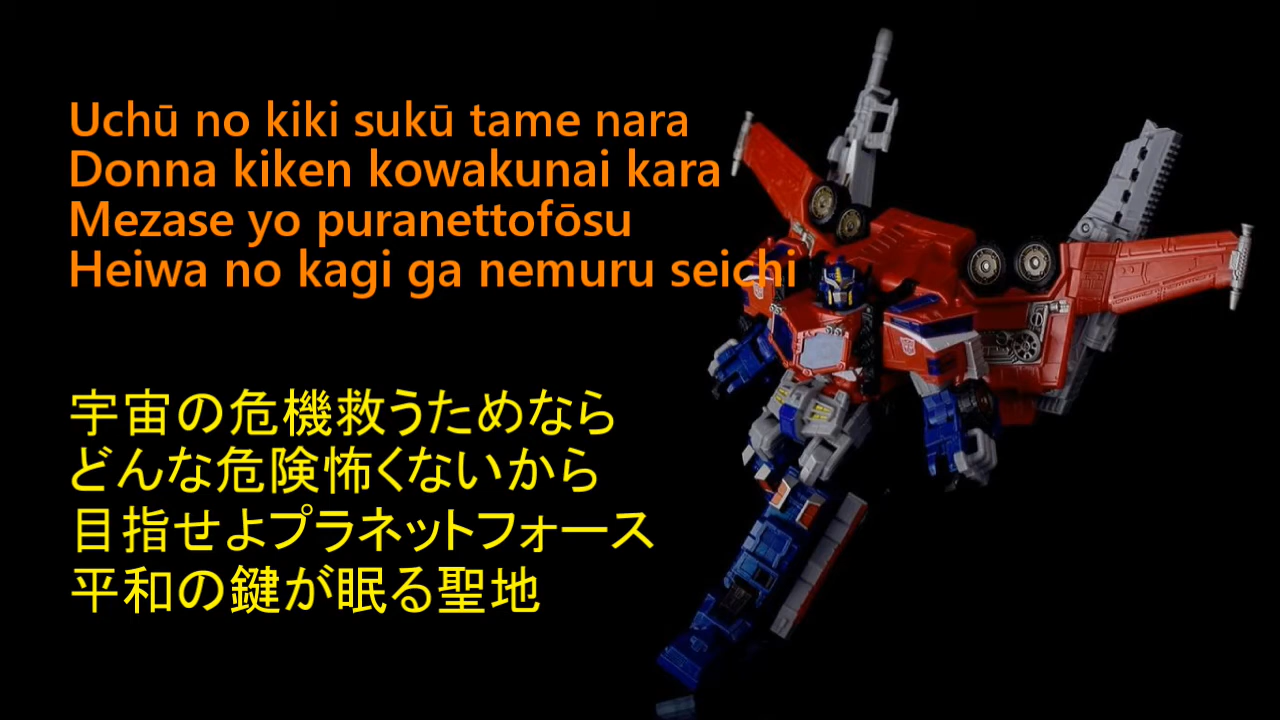 Uchū no kiki sukū tame nara
Donna kiken kowakunai kara
Mezase yo puranettofōsu
Heiwa no kagi ga nemuru seichi
宇宙の危機救うためなら
どんな危険怖くないから
目指せよプラネットフォース
平和の鍵が眠る聖地